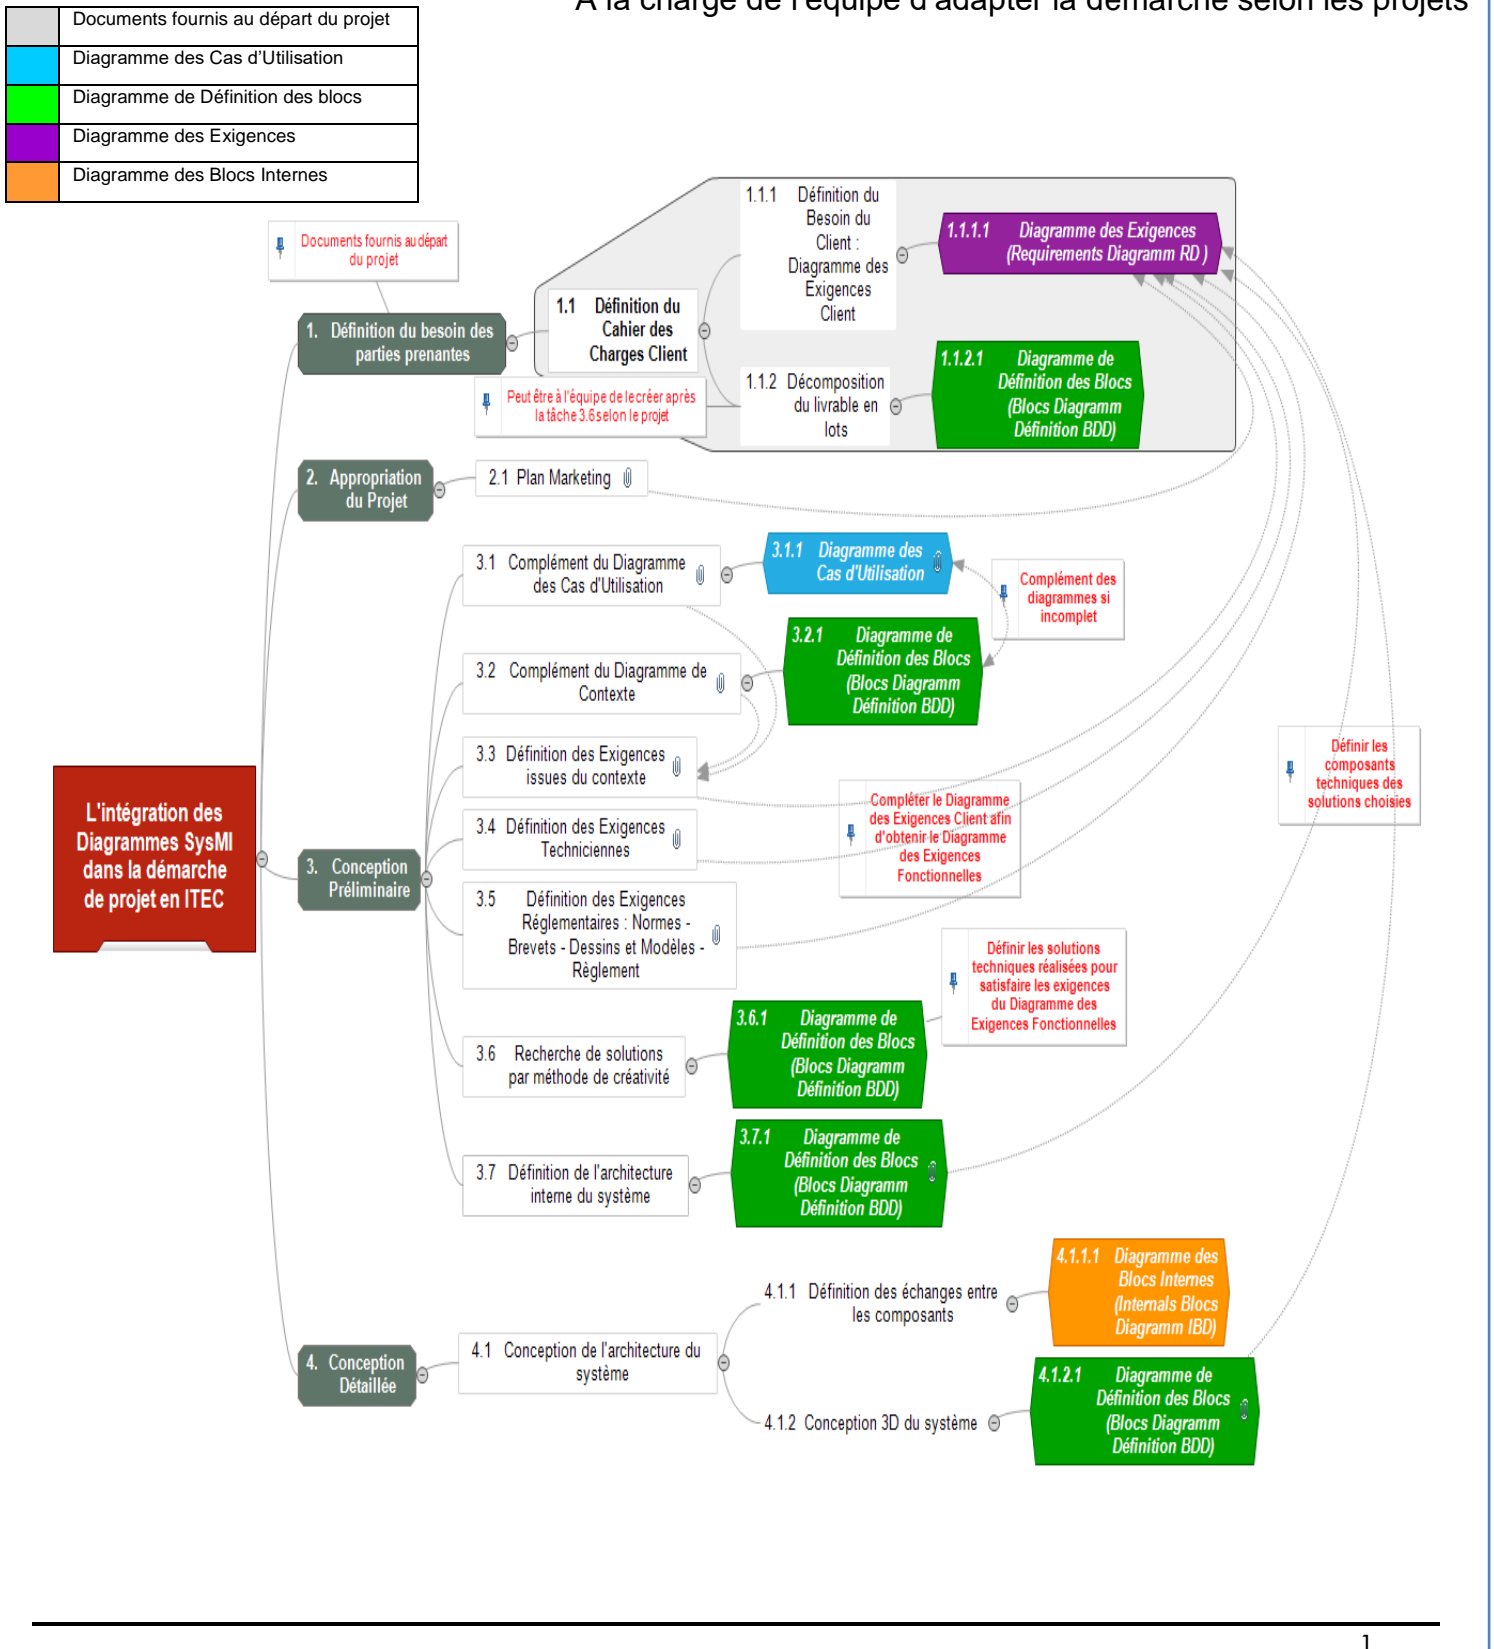 A la charge de l'équipe d'adapter la démarche selon les projets
Documents fournis au départ du projet
Diagramme des Cas d'Utilisation
Diagramme de Définition des blocs
Diagramme des Exigences
Diagramme des Blocs Internes
Documents fournis au départ
du projet
1. Définition du besoin des
parties prenantes
1.1 Définition du
Cahier des
Charges Client
1.1.1 Définition du
Besoin du
Client :
Diagramme des
Exigences
Client
1.1.1.1 Diagramme des Exigences
(Requirements Diagramm RD )
Peut être à l'équipe de le créer après
la tâche 3.6 selon le projet
1.1.2 Décomposition
du livrable en
lots
1.1.2.1 Diagramme de
Définition des Blocs
(Blocs Diagramm
Définition BDD)
2. Appropriation
du Projet
2.1 Plan Marketing
3.1 Complément du Diagramme
des Cas d'Utilisation
3.1.1 Diagramme des
Cas d'Utilisation
Complément des
diagrammes si
incomplet
3.2 Complément du Diagramme de
Contexte
3.2.1 Diagramme de
Définition des Blocs
(Blocs Diagramm
Définition BDD)
3.3 Définition des Exigences
issues du contexte
Définir les
composants
techniques des
solutions choisies
L'intégration des
Diagrammes SysMl
dans la démarche
de projet en ITEC
3. Conception
Préliminaire
3.4 Définition des Exigences
Techniciennes
Compléter le Diagramme
des Exigences Client afin
d'obtenir le Diagramme
des Exigences
Fonctionnelles
3.5 Définition des Exigences
Réglementaires : Normes -
Brevets - Dessins et Modèles -
Règlement
Définir les solutions
techniques réalisées pour
satisfaire les exigences
du Diagramme des
Exigences Fonctionnelles
3.6 Recherche de solutions
par méthode de créativité
3.6.1 Diagramme de
Définition des Blocs
(Blocs Diagramm
Définition BDD)
3.7 Définition de l'architecture
interne du système
3.7.1 Diagramme de
Définition des Blocs
(Blocs Diagramm
Définition BDD)
4. Conception
Détaillée
4.1 Conception de l'architecture du
système
4.1.1 Définition des échanges entre
les composants
4.1.1.1 Diagramme des
Blocs Internes
(Internals Blocs
Diagramm IBD)
4.1.2 Conception 3D du système
4.1.2.1 Diagramme de
Définition des Blocs
(Blocs Diagramm
Définition BDD)
1